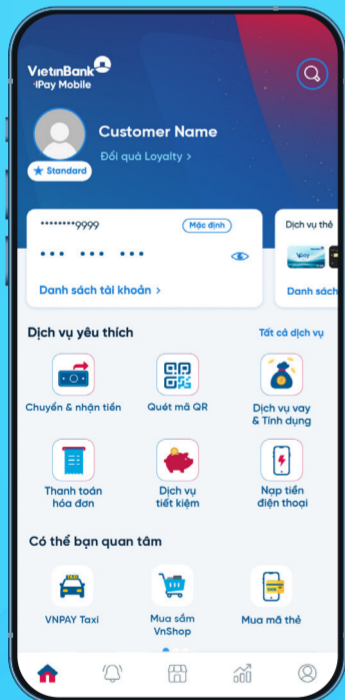 VietinBank
iPay Mobile
Customer Name
Đổi quà Loyalty >
Standard
********9999
Mặc định
Dịch vụ thẻ
••• ••• •••
Danh sách tài khoản >
Danh sách
Dịch vụ yêu thích
Tất cả dịch vụ
Chuyển & nhận tiền
Quét mã QR
Dịch vụ vay
& Tính dụng
Thanh toán
hóa đơn
Dịch vụ
tiết kiệm
Nạp tiền
điện thoại
Có thể bạn quan tâm
VNPAY Taxi
Mua sắm
VnShop
Mua mã thẻ